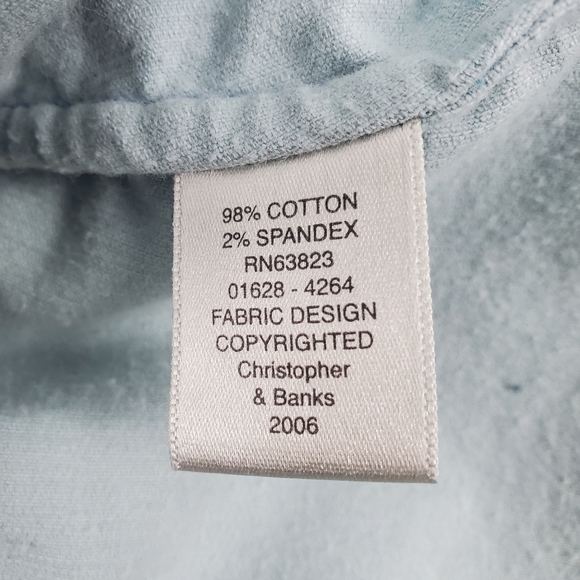 98% COTTON
2% SPANDEX
RN63823
01628 - 4264
FABRIC DESIGN
COPYRIGHTED
Christopher
& Banks
2006